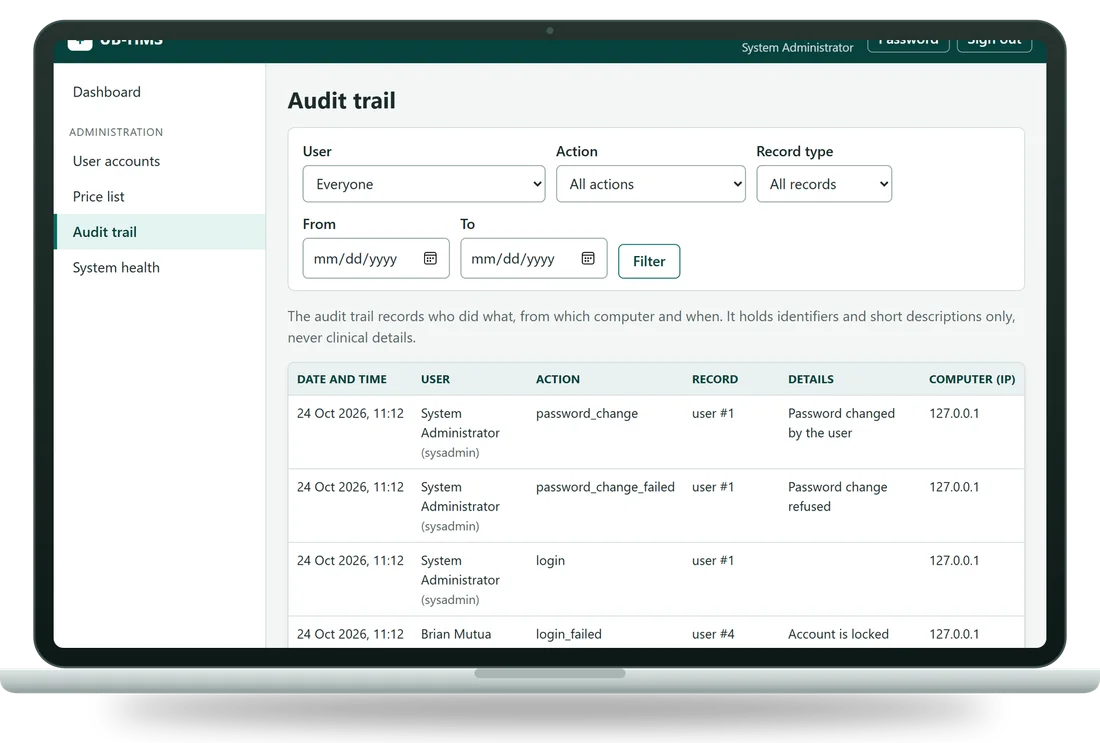 UB-HMS
System Administrator
Password
Sign out
Dashboard
ADMINISTRATION
User accounts
Price list
Audit trail
System health
Audit trail
User
Action
Record type
Everyone
All actions
All records
From
To
mm/dd/yyyy
mm/dd/yyyy
Filter
The audit trail records who did what, from which computer and when. It holds identifiers and short descriptions only,
never clinical details.
DATE AND TIME USER ACTION RECORD DETAILS COMPUTER (IP)
24 Oct 2026, 11:12 System password_change user #1 Password changed 127.0.0.1
Administrator by the user
(sysadmin)
24 Oct 2026, 11:12 System password_change_failed user #1 Password change 127.0.0.1
Administrator refused
(sysadmin)
24 Oct 2026, 11:12 System login user #1 127.0.0.1
Administrator
(sysadmin)
24 Oct 2026, 11:12 Brian Mutua login_failed user #4 Account is locked 127.0.0.1